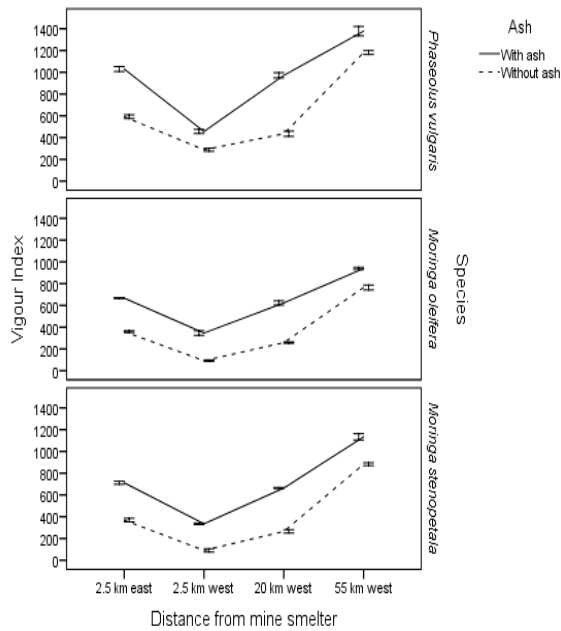 Ash
With ash
Without ash
1400
1200
1000
800
600
400
200
0
Phaseolus vulgaris
1400
1200
1000
800
600
400
200
0
Moringa oleifera
1400
1200
1000
800
600
400
200
0
Moringa stenopetala
Vigour Index
Species
2.5 km east
2.5 km west
20 km west
55 km west
Distance from mine smelter